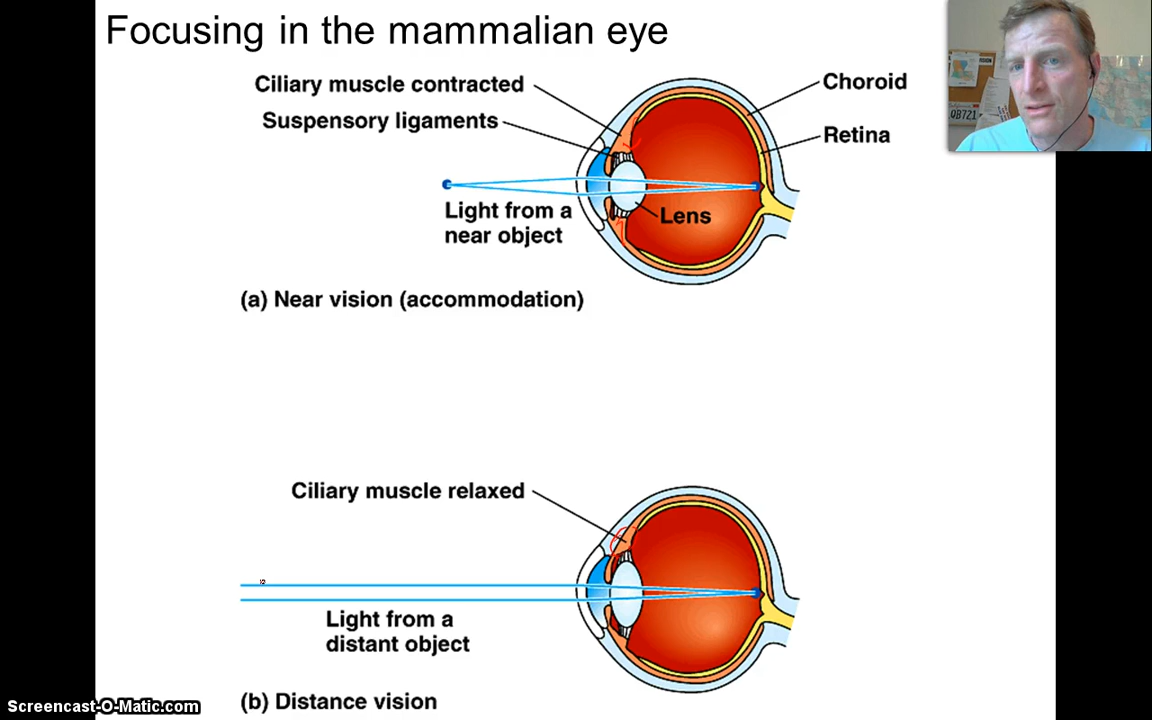 Focusing in the mammalian eye
Ciliary muscle contracted
Suspensory ligaments
Choroid
Retina
Lens
Light from a
near object
(a) Near vision (accommodation)
Ciliary muscle relaxed
Light from a
distant object
(b) Distance vision
QB721
Screencast-O-Matic.com